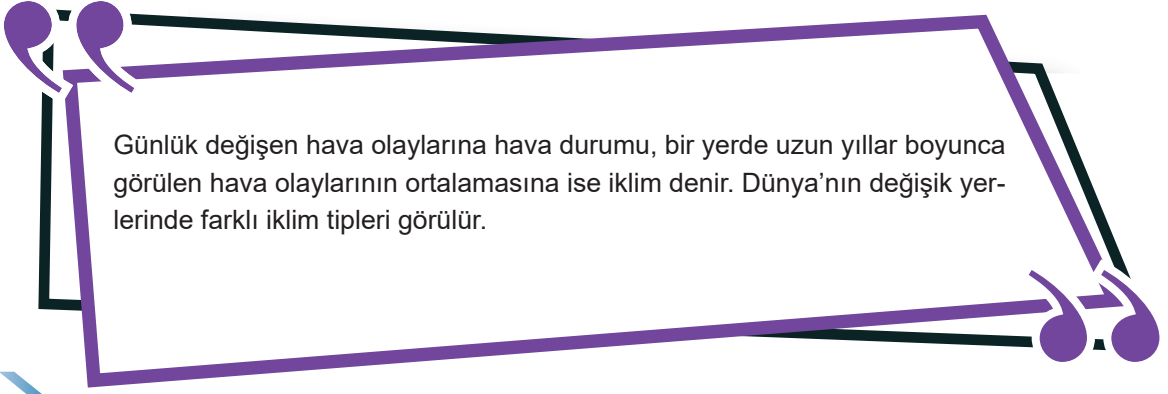 Günlük değişen hava olaylarına hava durumu, bir yerde uzun yıllar boyunca
görülen hava olaylarının ortalamasına ise iklim denir. Dünya’nın değişik yer-
lerinde farklı iklim tipleri görülür.